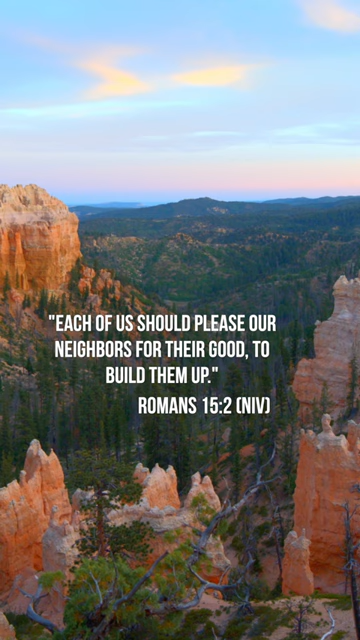 "EACH OF US SHOULD PLEASE OUR
NEIGHBORS FOR THEIR GOOD, TO
BUILD THEM UP."
ROMANS 15:2 (NIV)